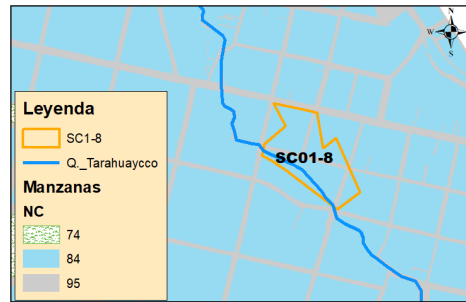 N
W
E
S
Leyenda
SC1-8
Q._Tarahuaycco
Manzanas
NC
74
84
95
SC01-8